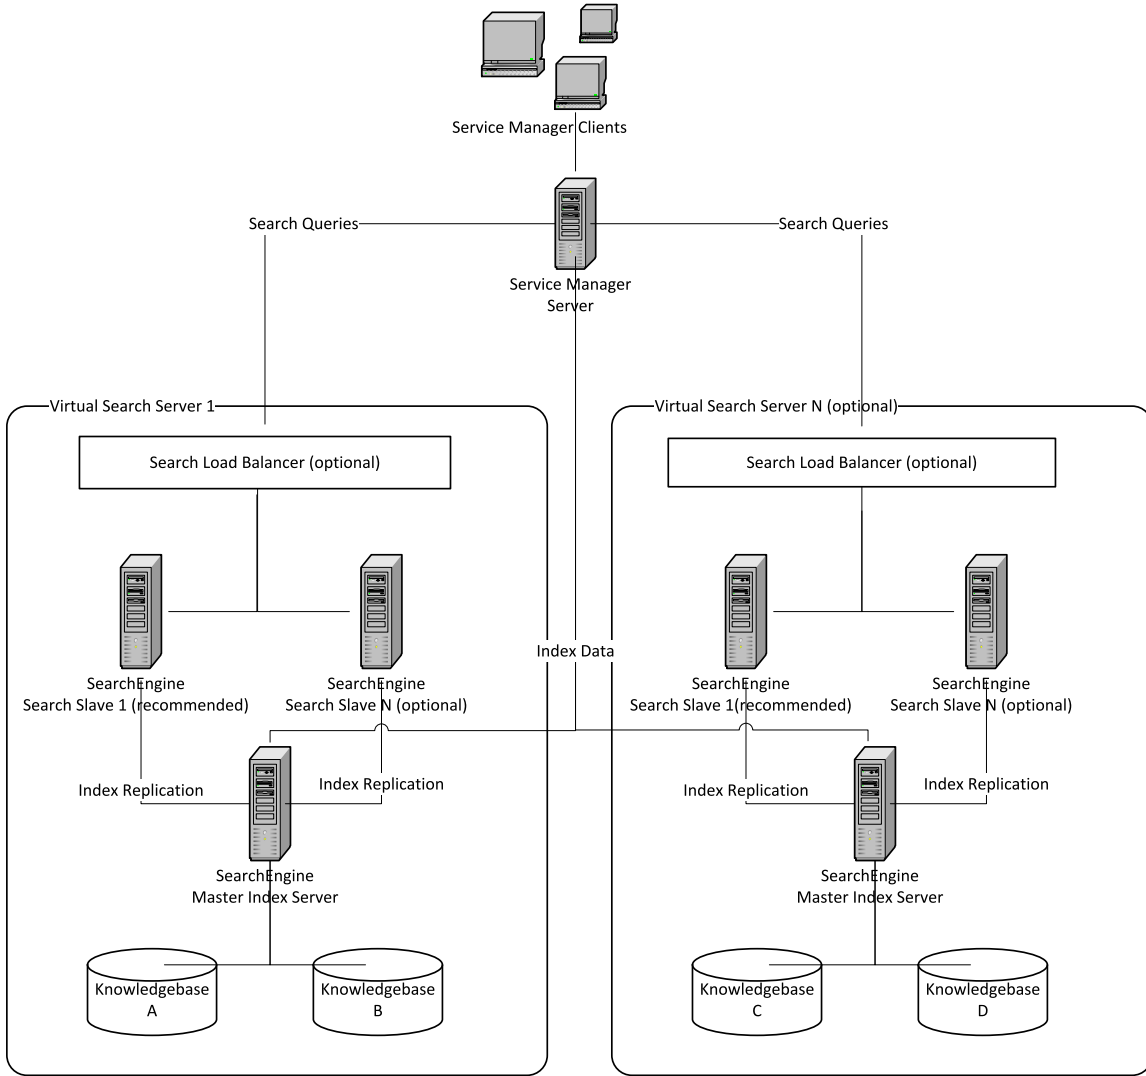 Service Manager Clients
Search Queries
Search Queries
Service Manager
Server
Virtual Search Server 1
Virtual Search Server N (optional)
Search Load Balancer (optional)
Search Load Balancer (optional)
Index Data
SearchEngine
Search Slave 1 (recommended)
SearchEngine
Search Slave N (optional)
SearchEngine
Search Slave 1(recommended)
SearchEngine
Search Slave N (optional)
Index Replication
Index Replication
Index Replication
Index Replication
SearchEngine
Master Index Server
SearchEngine
Master Index Server
Knowledgebase
A
Knowledgebase
B
Knowledgebase
C
Knowledgebase
D